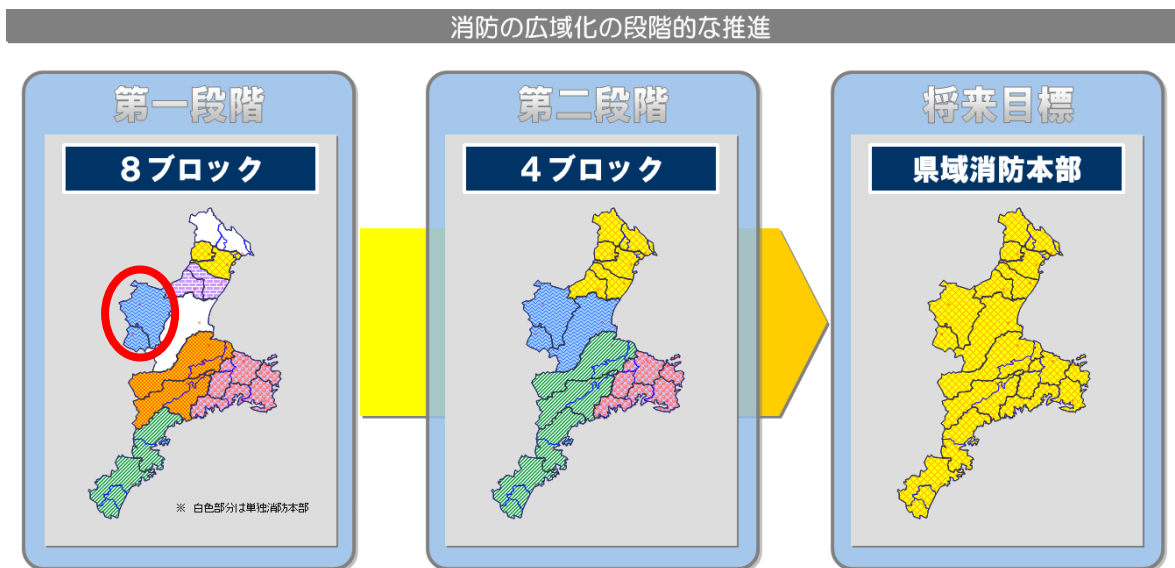 消防の広域化の段階的な推進
第一段階
8ブロック
※ 白色部分は単独消防本部
第二段階
4ブロック
将来目標
県域消防本部